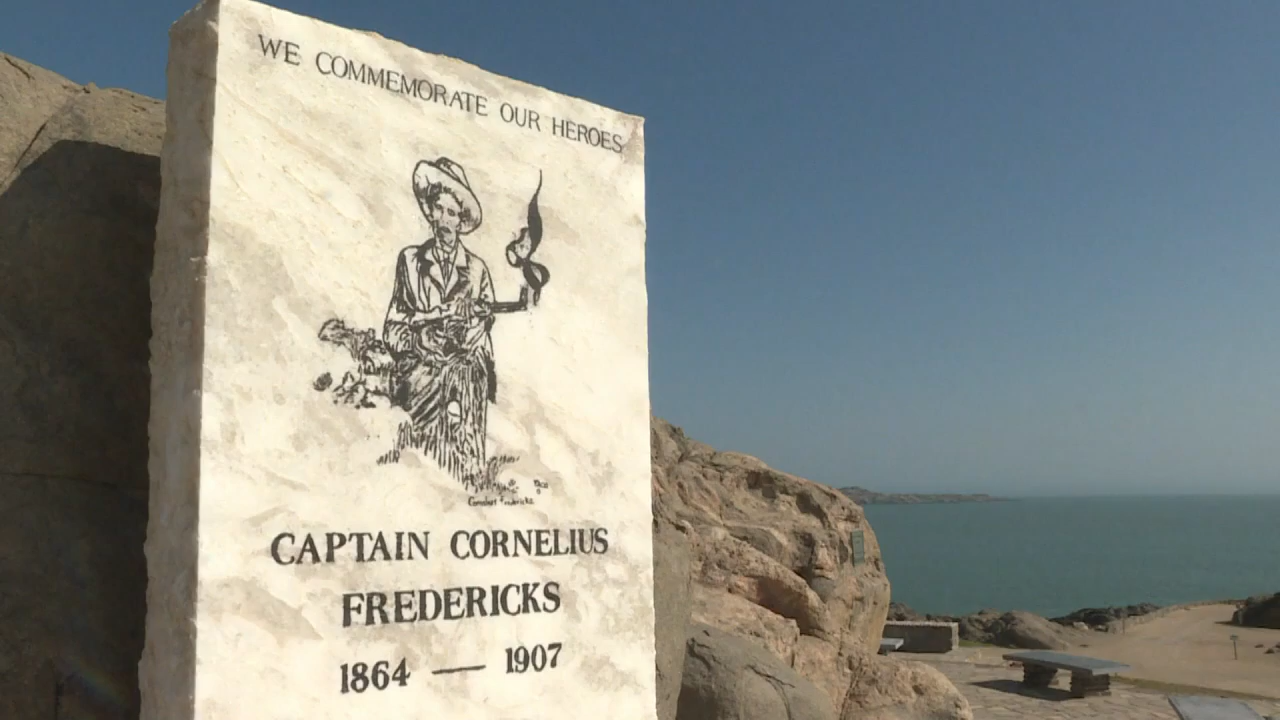 WE COMMEMORATE OUR HEROES
CAPTAIN CORNELIUS
FREDERICKS
1864 — 1907